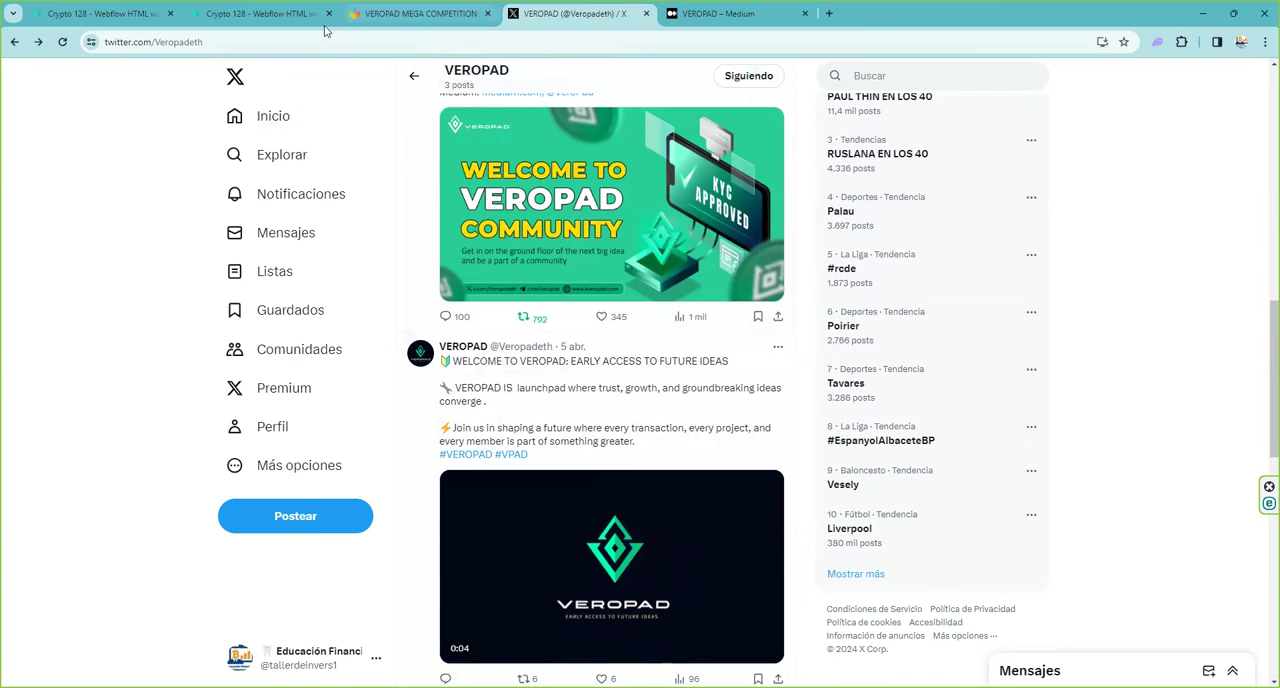 Crypto 128 - Webflow HTML w
Crypto 128 - Webflow HTML w
VEROPAD MEGA COMPETITION
VEROPAD (@Veropadeth) / X
VEROPAD – Medium
twitter.com/Veropadeth
Inicio
Explorar
Notificaciones
Mensajes
Listas
Guardados
Comunidades
Premium
Perfil
Más opciones
Postear
Educación Financi
@tallerdeinvers1
VEROPAD
3 posts
Siguiendo
Medium: medium.com/@VeroPad
VEROPAD
WELCOME TO
VEROPAD
COMMUNITY
Get in on the ground floor of the next big idea
and be a part of a community
KYC
APPROVED
100
792
345
1 mil
VEROPAD @Veropadeth · 5 abr.
WELCOME TO VEROPAD: EARLY ACCESS TO FUTURE IDEAS
VEROPAD IS launchpad where trust, growth, and groundbreaking ideas
converge .
⚡Join us in shaping a future where every transaction, every project, and
every member is part of something greater.
#VEROPAD #VPAD
VEROPAD
EARLY ACCESS TO FUTURE IDEAS
0:04
6
6
96
Buscar
PAUL THIN EN LOS 40
11,4 mil posts
3 · Tendencias
RUSLANA EN LOS 40
4.336 posts
4 · Deportes · Tendencia
Palau
3.697 posts
5 · La Liga · Tendencia
#rcde
1.873 posts
6 · Deportes · Tendencia
Poirier
2.766 posts
7 · Deportes · Tendencia
Tavares
3.286 posts
8 · La Liga · Tendencia
#EspanyolAlbaceteBP
9 · Baloncesto · Tendencia
Vesely
10 · Fútbol · Tendencia
Liverpool
380 mil posts
Mostrar más
Condiciones de Servicio Política de Privacidad
Política de cookies Accesibilidad
Información de anuncios Más opciones ···
© 2024 X Corp.
Mensajes